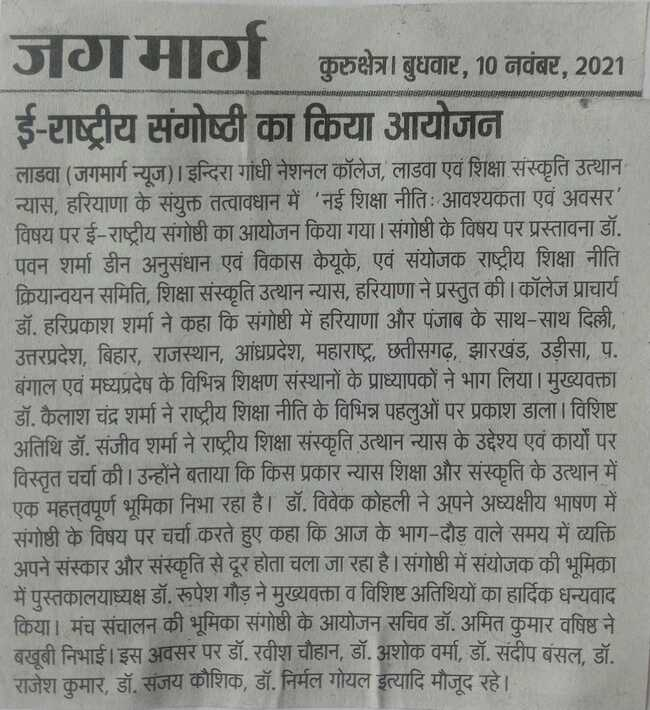 जग मार्ग
कुरुक्षेत्र। बुधवार, 10 नवंबर, 2021
ई-राष्ट्रीय संगोष्ठी का किया आयोजन
लाडवा (जगमार्ग न्यूज)। इन्दिरा गांधी नेशनल कॉलेज, लाडवा एवं शिक्षा संस्कृति उत्थान
न्यास, हरियाणा के संयुक्त तत्वावधान में 'नई शिक्षा नीति: आवश्यकता एवं अवसर'
विषय पर ई-राष्ट्रीय संगोष्ठी का आयोजन किया गया। संगोष्ठी के विषय पर प्रस्तावना डॉ.
पवन शर्मा डीन अनुसंधान एवं विकास केयूके, एवं संयोजक राष्ट्रीय शिक्षा नीति
क्रियान्वयन समिति, शिक्षा संस्कृति उत्थान न्यास, हरियाणा ने प्रस्तुत की। कॉलेज प्राचार्य
डॉ. हरिप्रकाश शर्मा ने कहा कि संगोष्ठी में हरियाणा और पंजाब के साथ-साथ दिल्ली,
उत्तरप्रदेश, बिहार, राजस्थान, आंध्रप्रदेश, महाराष्ट्र, छतीसगढ़, झारखंड, उड़ीसा, प.
बंगाल एवं मध्यप्रदेष के विभिन्न शिक्षण संस्थानों के प्राध्यापकों ने भाग लिया। मुख्यवक्ता
डॉ. कैलाश चंद्र शर्मा ने राष्ट्रीय शिक्षा नीति के विभिन्न पहलुओं पर प्रकाश डाला। विशिष्ट
अतिथि डॉ. संजीव शर्मा ने राष्ट्रीय शिक्षा संस्कृति उत्थान न्यास के उद्देश्य एवं कार्यो पर
विस्तृत चर्चा की। उन्होंने बताया कि किस प्रकार न्यास शिक्षा और संस्कृति के उत्थान में
एक महत्त्वपूर्ण भूमिका निभा रहा है। डॉ. विवेक कोहली ने अपने अध्यक्षीय भाषण में
संगोष्ठी के विषय पर चर्चा करते हुए कहा कि आज के भाग-दौड़ वाले समय में व्यक्ति
अपने संस्कार और संस्कृति से दूर होता चला जा रहा है। संगोष्ठी में संयोजक की भूमिका
में पुस्तकालयाध्यक्ष डॉ. रूपेश गौड़ ने मुख्यवक्ता व विशिष्ट अतिथियों का हार्दिक धन्यवाद
किया। मंच संचालन की भूमिका संगोष्ठी के आयोजन सचिव डॉ. अमित कुमार वषिष्ठ ने
बखूबी निभाई। इस अवसर पर डॉ. रवीश चौहान, डॉ. अशोक वर्मा, डॉ. संदीप बंसल, डॉ.
राजेश कुमार, डॉ. संजय कौशिक, डॉ. निर्मल गोयल इत्यादि मौजूद रहे।